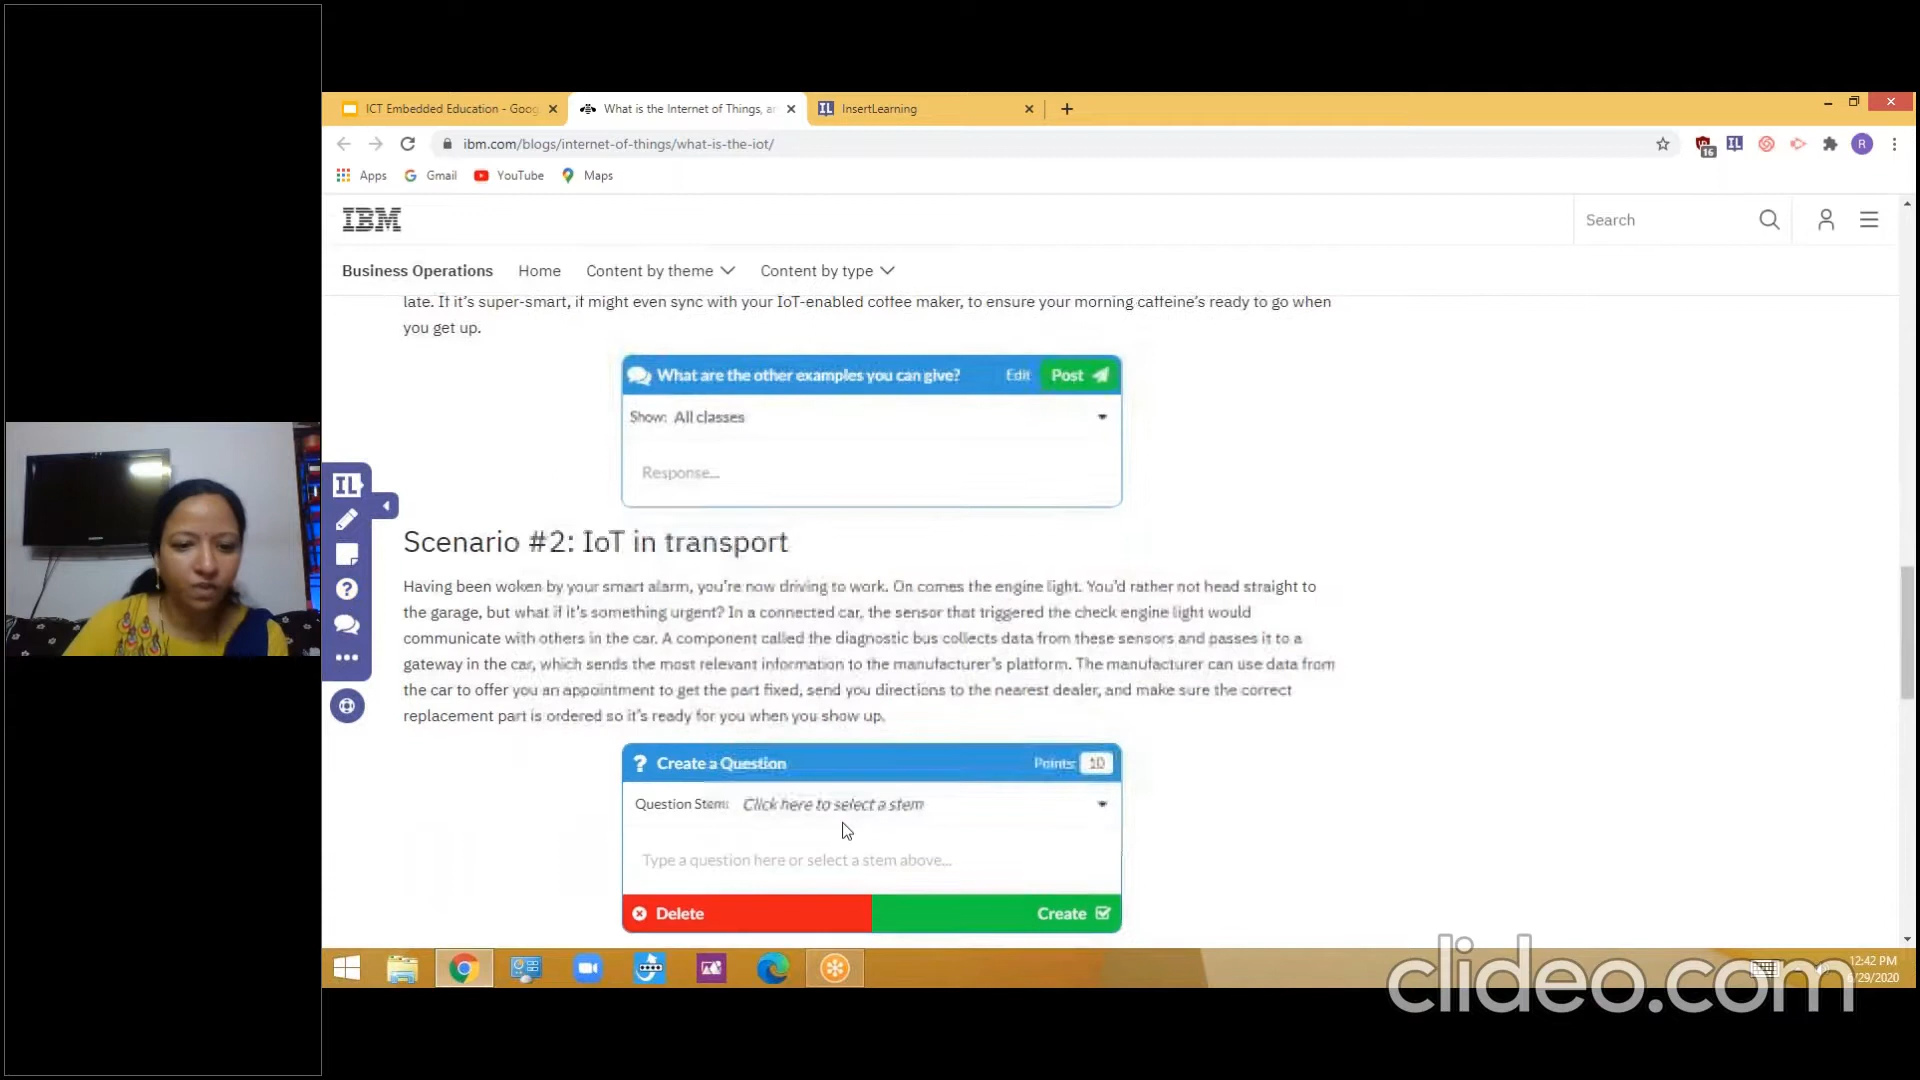 ICT Embedded Education - Goog
What is the Internet of Things, a
IL InsertLearning
ibm.com/blogs/internet-of-things/what-is-the-iot/
16
IL
R
Apps
Gmail
YouTube
Maps
IBM
Search
Business Operations
Home
Content by theme
Content by type
late. If it's super-smart, if might even sync with your IoT-enabled coffee maker, to ensure your morning caffeine's ready to go when
you get up.
What are the other examples you can give?
Edit
Post
Show: All classes
Response...
IL
Scenario #2: IoT in transport
Having been woken by your smart alarm, you're now driving to work. On comes the engine light. You'd rather not head straight to
the garage, but what if it's something urgent? In a connected car, the sensor that triggered the check engine light would
communicate with others in the car. A component called the diagnostic bus collects data from these sensors and passes it to a
gateway in the car, which sends the most relevant information to the manufacturer's platform. The manufacturer can use data from
the car to offer you an appointment to get the part fixed, send you directions to the nearest dealer, and make sure the correct
replacement part is ordered so it's ready for you when you show up.
? Create a Question
Points: 10
Question Stem: Click here to select a stem
Type a question here or select a stem above...
Delete
Create
12:42 PM
6/29/2020
clideo.com